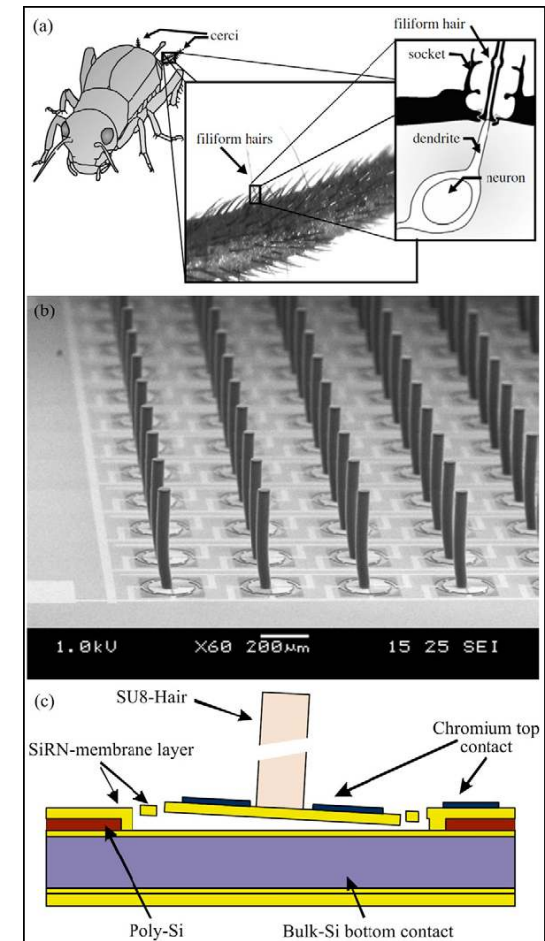 (a)
cerci
filiform hairs
filiform hair
socket
dendrite
neuron
(b)
1.0kV X60 200µm 15 25 SEI
(c)
SU8-Hair
SiRN-membrane layer
Chromium top
contact
Poly-Si
Bulk-Si bottom contact